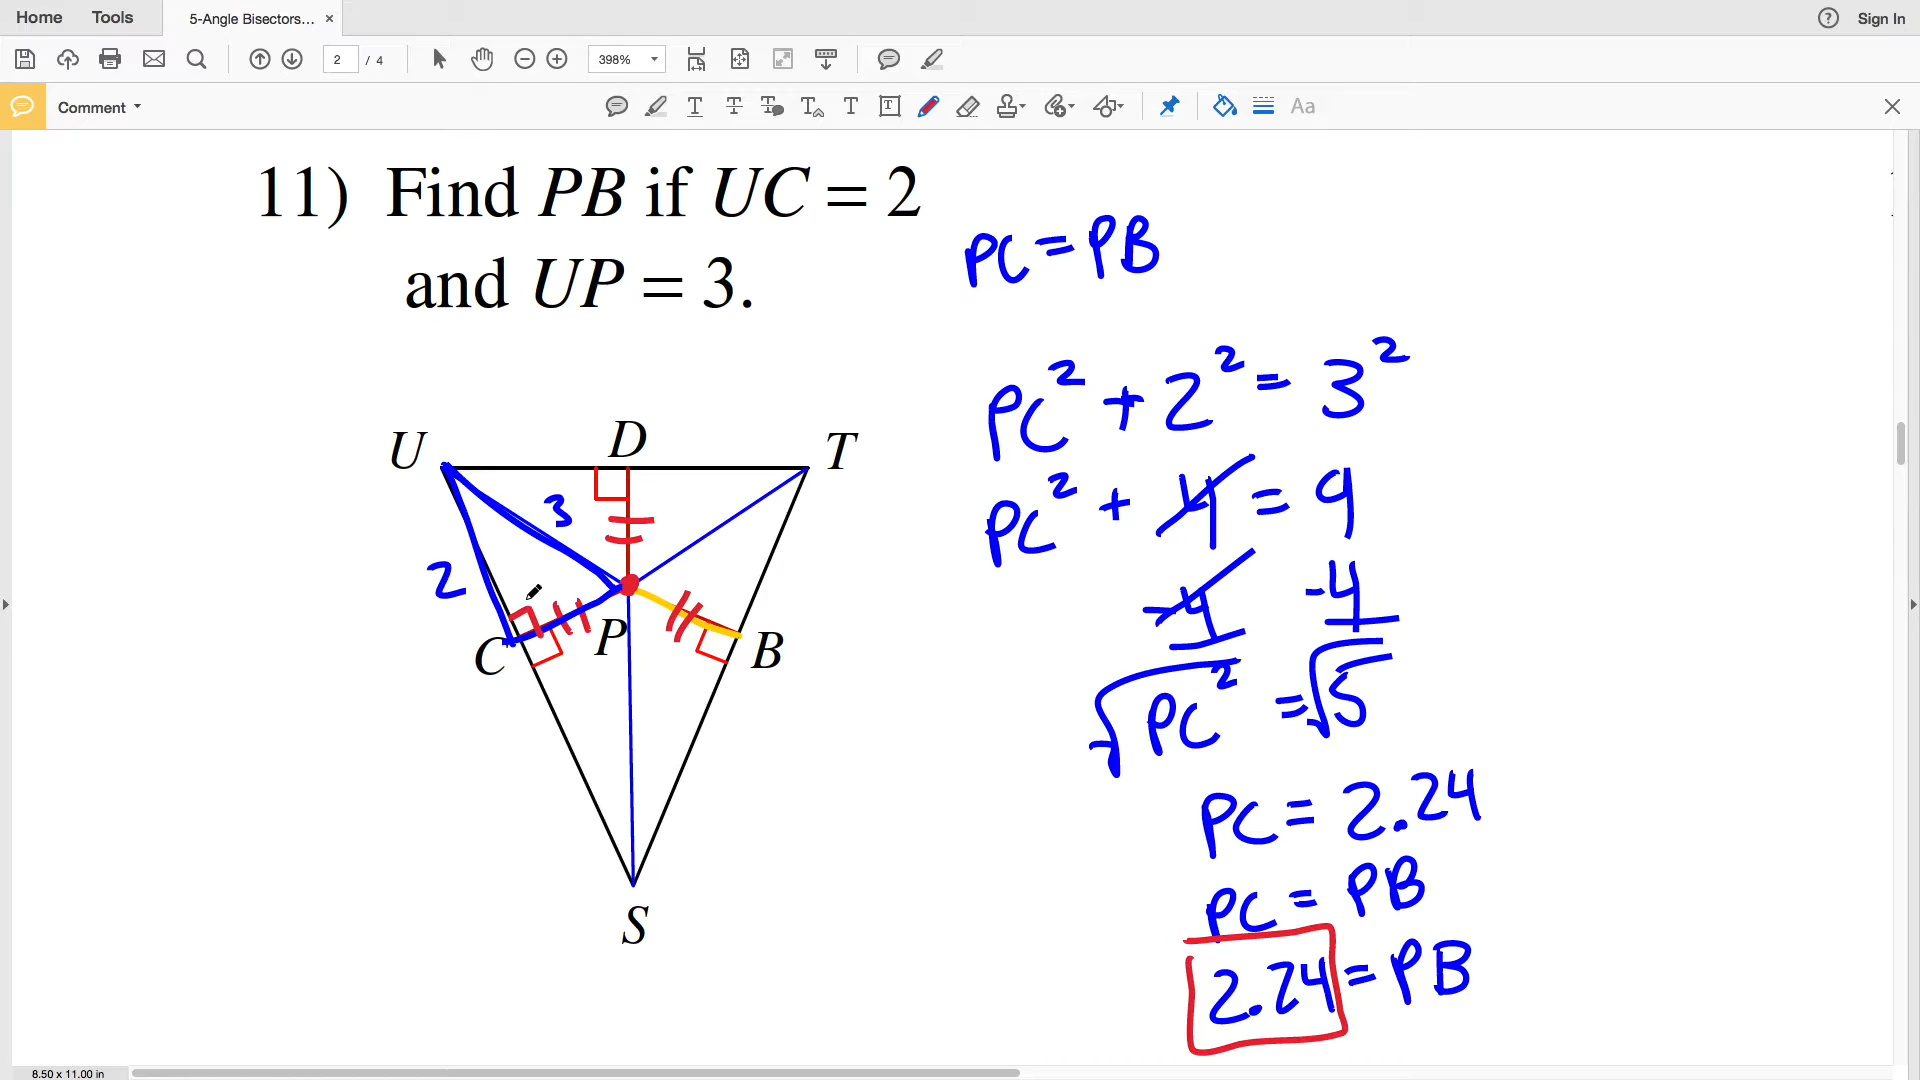 Home Tools 5-Angle Bisectors... × Sign In
2 / 4 398%
Comment Aa
11) Find PB if UC = 2
and UP = 3.
PC = PB
PC² + 2² = 3²
PC² + 4 = 9
-4 -4
√PC² = √5
PC = 2.24
PC = PB
2.24 = PB
U D T
3
2
C P B
S
8.50 x 11.00 in